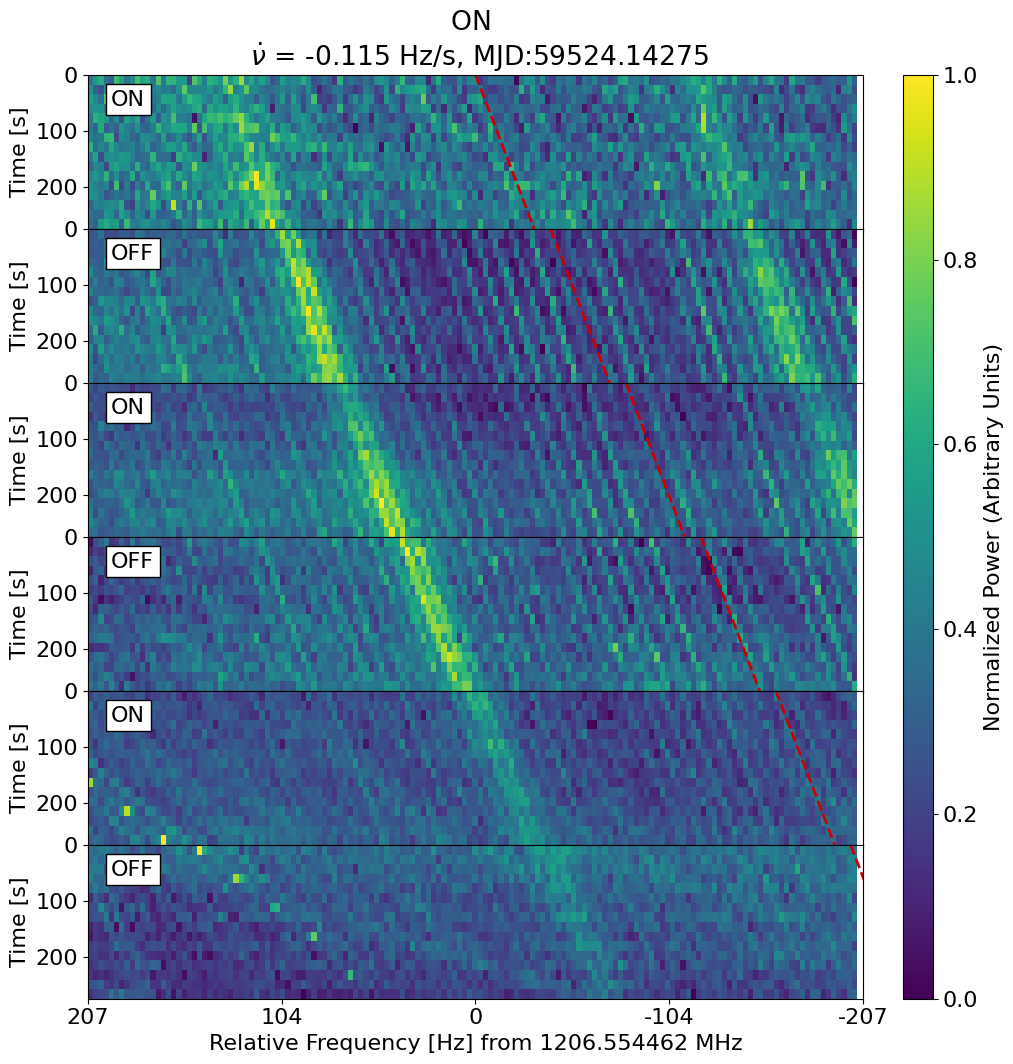 ON
ν̇ = -0.115 Hz/s, MJD:59524.14275
0
100
200
Time [s]
ON
0
100
200
Time [s]
OFF
0
100
200
Time [s]
ON
0
100
200
Time [s]
OFF
0
100
200
Time [s]
ON
0
100
200
Time [s]
OFF
207 104 0 -104 -207
Relative Frequency [Hz] from 1206.554462 MHz
1.0
0.8
0.6
0.4
0.2
0.0
Normalized Power (Arbitrary Units)